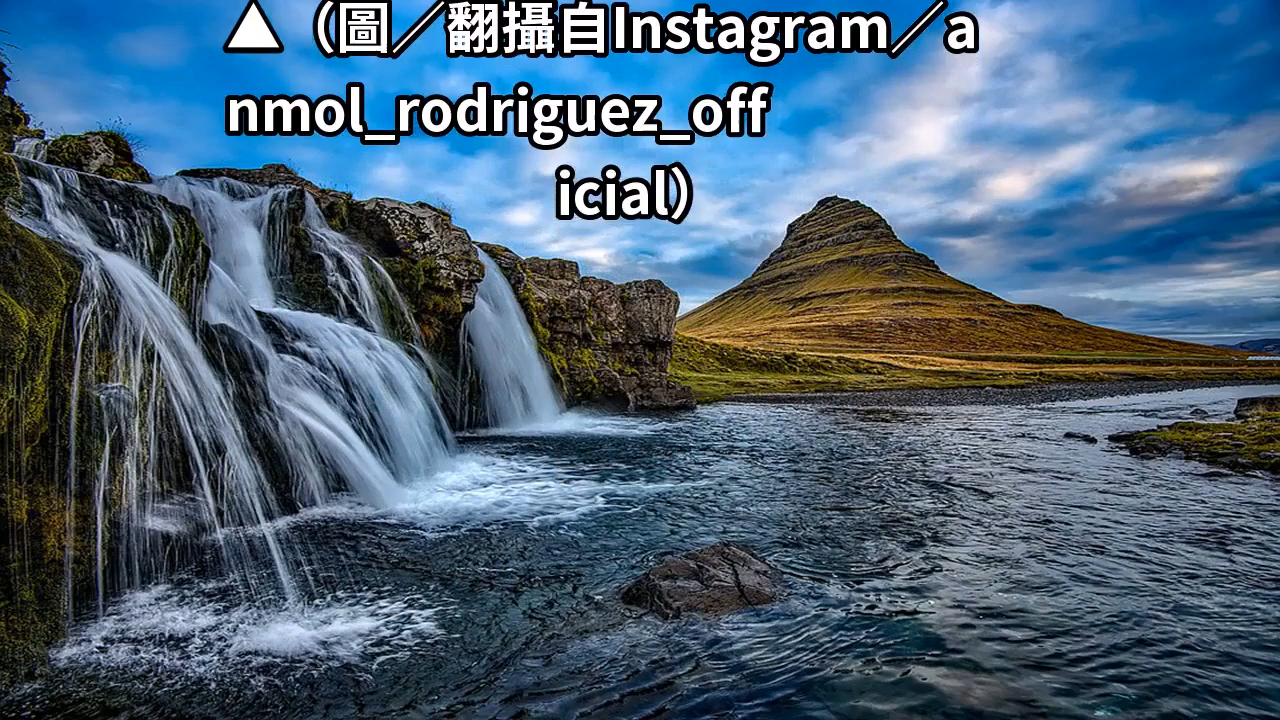 ▲（圖／翻攝自Instagram／a
nmol_rodriguez_off
icial）